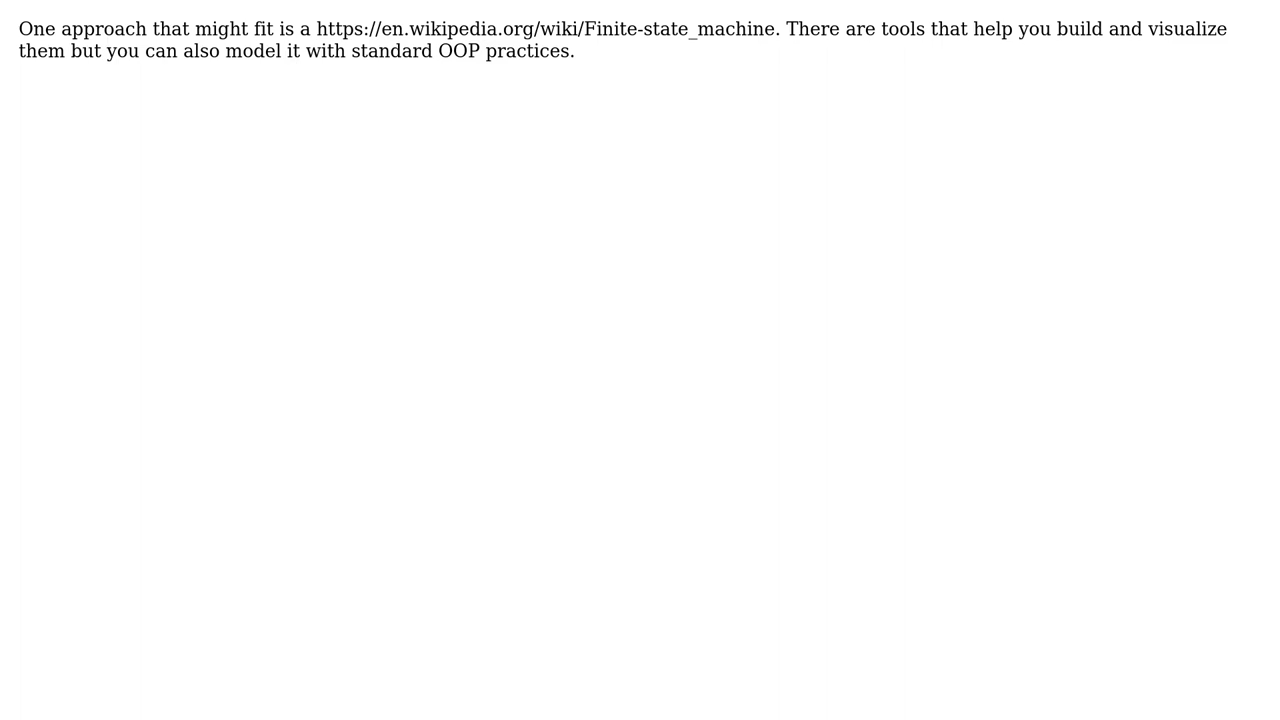 One approach that might fit is a https://en.wikipedia.org/wiki/Finite-state_machine. There are tools that help you build and visualize
them but you can also model it with standard OOP practices.